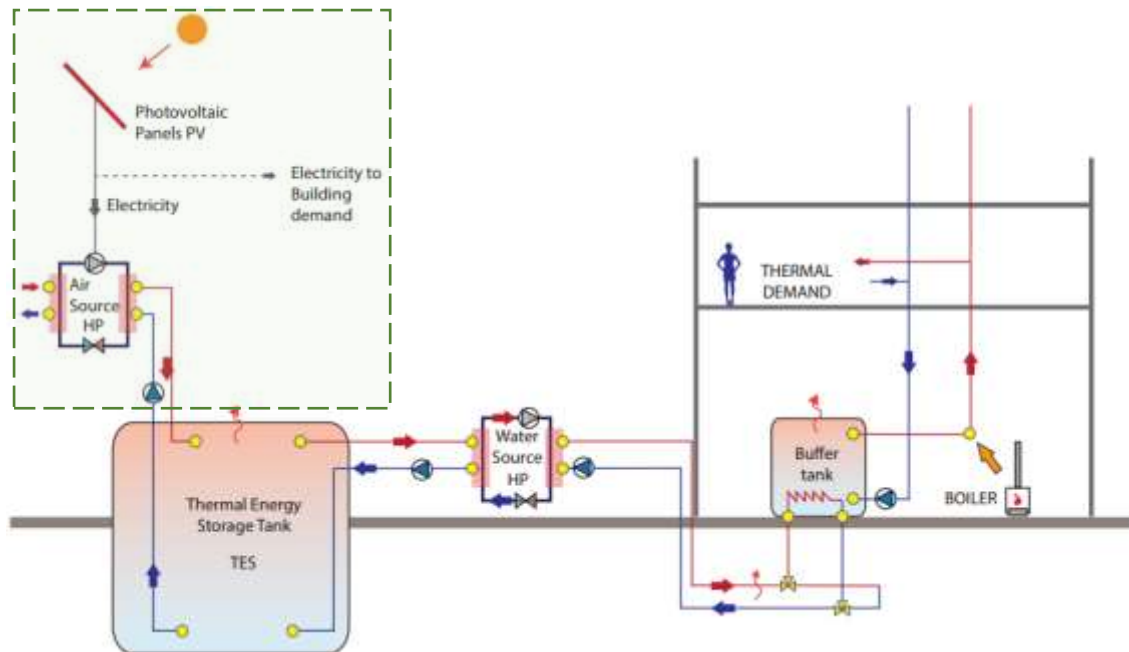 Photovoltaic
Panels PV
Electricity to
Building
demand
Electricity
Air
Source
HP
THERMAL
DEMAND
Water
Source
HP
Buffer
tank
BOILER
Thermal Energy
Storage Tank
TES